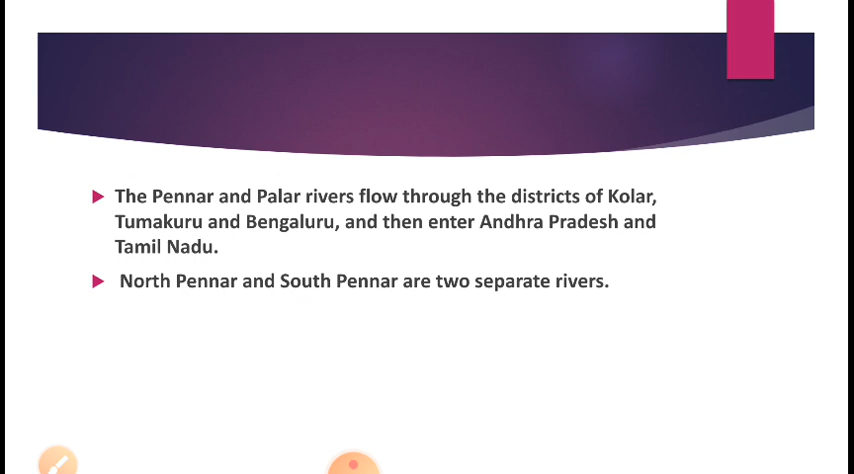 The Pennar and Palar rivers flow through the districts of Kolar,
Tumakuru and Bengaluru, and then enter Andhra Pradesh and
Tamil Nadu.
North Pennar and South Pennar are two separate rivers.